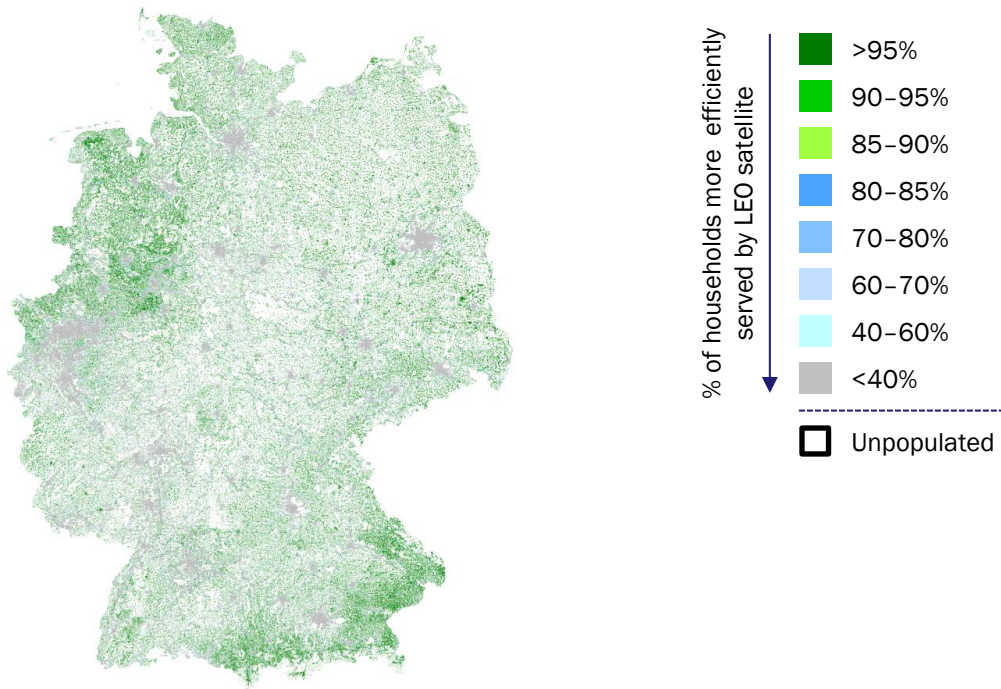 % of households more efficiently
served by LEO satellite
>95%
90–95%
85–90%
80–85%
70–80%
60–70%
40–60%
<40%
Unpopulated